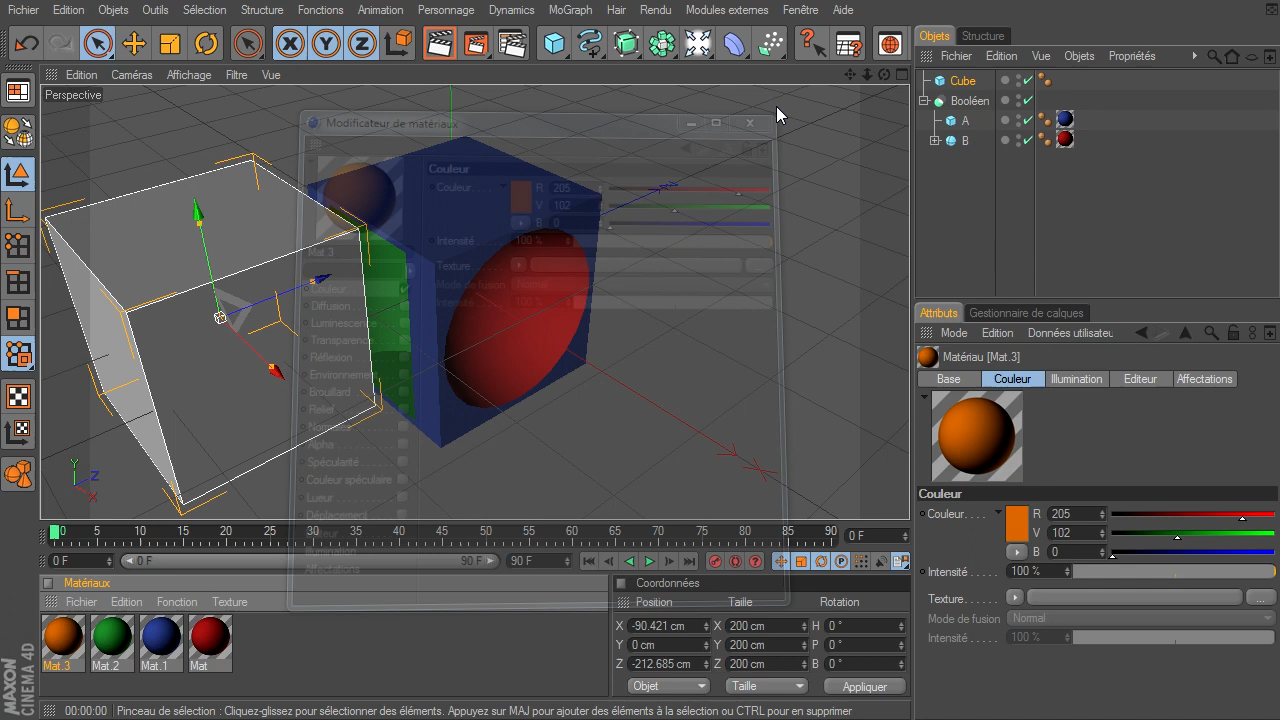 Fichier Edition Objets Outils Sélection Structure Fonctions Animation Personnage Dynamics MoGraph Hair Rendu Modules externes Fenêtre Aide
X Y Z
Objets Structure
Fichier Edition Vue Objets Propriétés
Edition Caméras Affichage Filtre Vue
Perspective
Cube
Booléen
A
B
Modificateur de matériaux
Couleur
Couleur R 205
V 102
B 0
Intensité 100 %
Texture
Mode de fusion Normal
Intensité 100 %
Mat 3
Couleur
Diffusion
Luminescence
Transparence
Réflexion
Environnement
Brouillard
Relief
Alpha
Spécularité
Couleur spéculaire
Lueur
Déplacement
Illumination
Affectations
Y Z X
Attributs Gestionnaire de calques
Mode Edition Données utilisateu
Matériau [Mat.3]
Base Couleur Illumination Editeur Affectations
Couleur
Couleur. . . . R 205
V 102
B 0
Intensité . . . . . 100 %
Texture . . . . .
Mode de fusion Normal
Intensité . . . . . 100 %
0 5 10 15 20 25 30 35 40 45 50 55 60 65 70 75 80 85 90 0 F
0 F 0 F 90 F 90 F
Matériaux
Fichier Edition Fonction Texture
Mat.3 Mat.2 Mat.1 Mat
Coordonnées
Position Taille Rotation
X -90.421 cm X 200 cm H 0 °
Y 0 cm Y 200 cm P 0 °
Z -212.685 cm Z 200 cm B 0 °
Objet Taille Appliquer
MAXON CINEMA 4D
00:00:00 Pinceau de sélection : Cliquez-glissez pour sélectionner des éléments. Appuyez sur MAJ pour ajouter des éléments à la sélection ou CTRL pour en supprimer